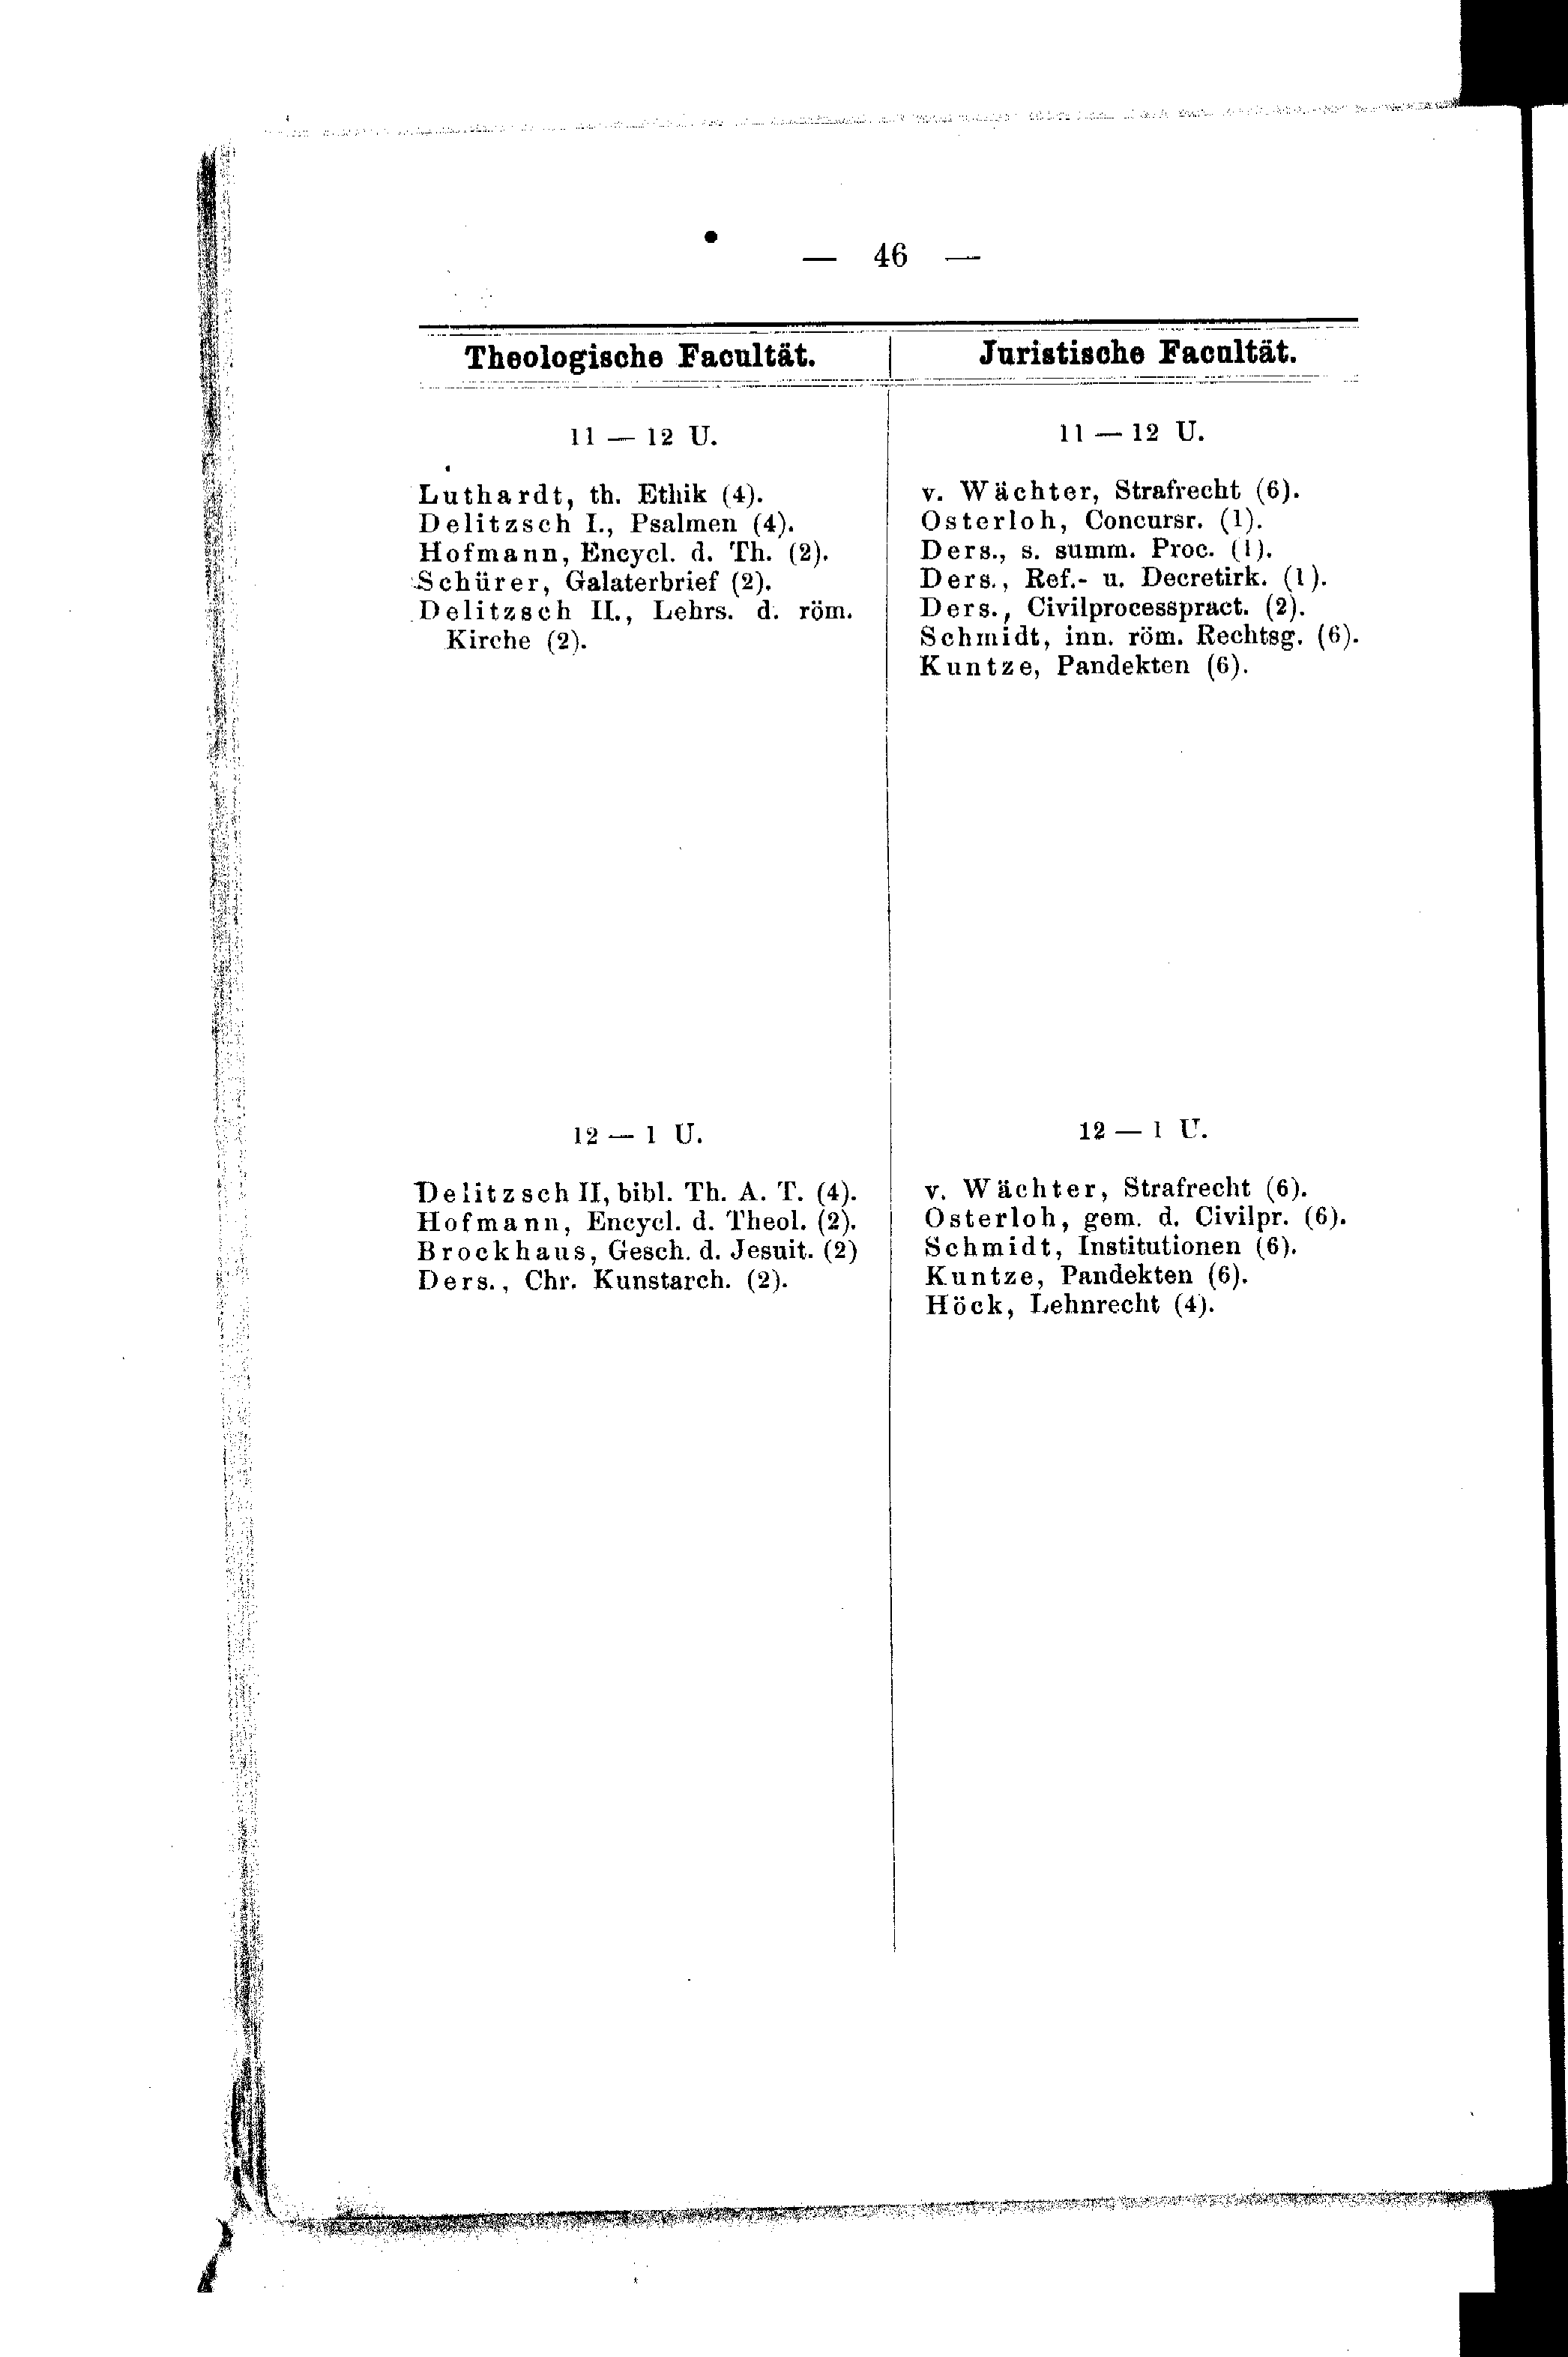 — 46 —
Theologische Facultät.
11 — 12 U.
Luthardt, th. Ethik (4).
Delitzsch I., Psalmen (4).
Hofmann, Encycl. d. Th. (2).
Schürer, Galaterbrief (2).
Delitzsch II., Lehrs. d. röm.
Kirche (2).
12 — 1 U.
Delitzsch II, bibl. Th. A. T. (4).
Hofmann, Encycl. d. Theol. (2).
Brockhaus, Gesch. d. Jesuit. (2)
Ders., Chr. Kunstarch. (2).
Juristische Facultät.
11 — 12 U.
v. Wächter, Strafrecht (6).
Osterloh, Concursr. (1).
Ders., s. summ. Proc. (1).
Ders., Ref.- u. Decretirk. (1).
Ders., Civilprocesspract. (2).
Schmidt, inn. röm. Rechtsg. (6).
Kuntze, Pandekten (6).
12 — 1 U.
v. Wächter, Strafrecht (6).
Osterloh, gem. d. Civilpr. (6).
Schmidt, Institutionen (6).
Kuntze, Pandekten (6).
Höck, Lehnrecht (4).